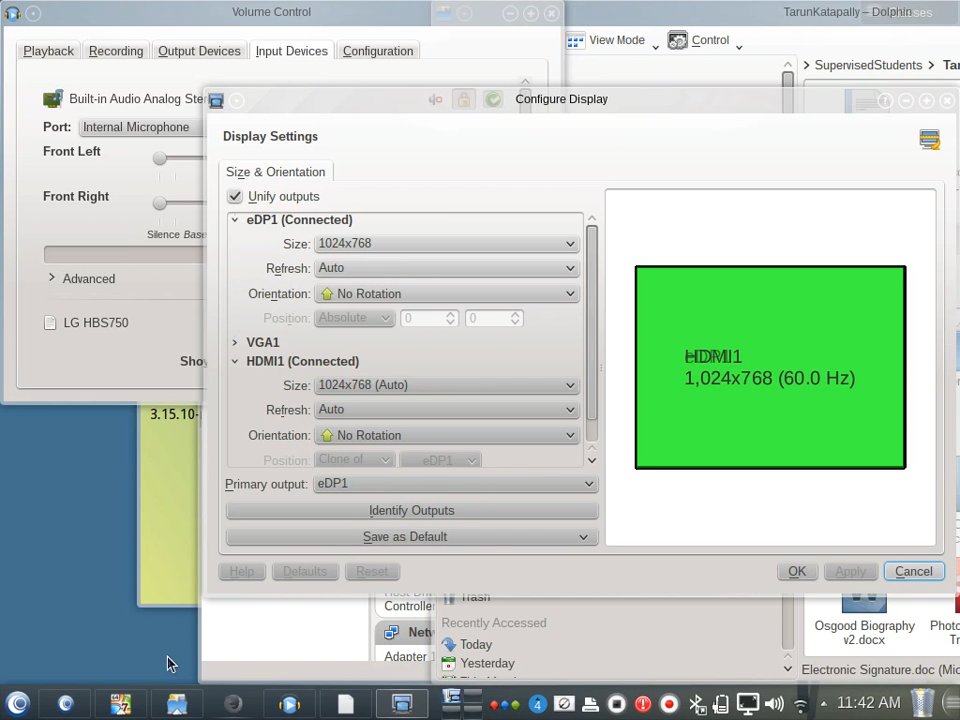 Volume Control
TarunKatapally – Dolphin
Playback
Recording
Output Devices
Input Devices
Configuration
View Mode
Control
SupervisedStudents
Built-in Audio Analog
Port: Internal Microphone
Front Left
Front Right
Silence
Advanced
LG HBS750
3.15.10-
Configure Display
Display Settings
Size & Orientation
Unify outputs
eDP1 (Connected)
Size: 1024x768
Refresh: Auto
Orientation: No Rotation
Position: Absolute 0 0
VGA1
HDMI1 (Connected)
Size: 1024x768 (Auto)
Refresh: Auto
Orientation: No Rotation
Position: Clone of eDP1
Primary output: eDP1
Identify Outputs
Save as Default
HDMI1
1,024x768 (60.0 Hz)
Help
Defaults
Reset
OK
Apply
Cancel
Controller
Adapter 1
Trash
Recently Accessed
Today
Yesterday
Osgood Biography
v2.docx
Electronic Signature.doc
4
11:42 AM